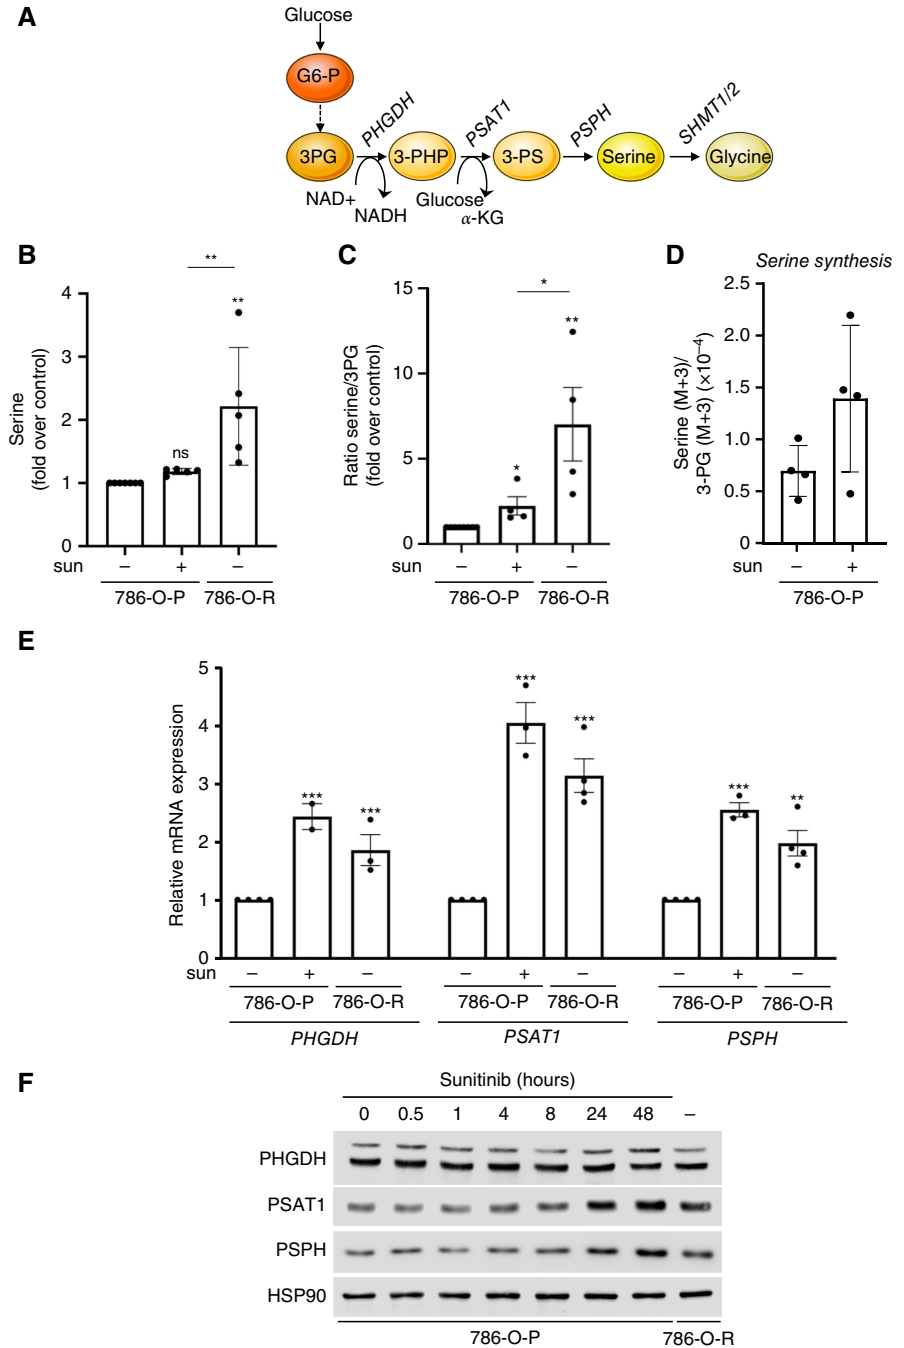 A
Glucose
G6-P
PHGDH
PSAT1
PSPH
SHMT1/2
3PG
3-PHP
3-PS
Serine
Glycine
NAD+
NADH
Glucose
α-KG
B
Serine
(fold over control)
4
3
2
1
0
**
**
ns
sun
– + –
786-O-P 786-O-R
C
Ratio serine/3PG
(fold over control)
15
10
5
0
*
**
*
sun
– + –
786-O-P 786-O-R
D
Serine synthesis
Serine (M+3)/
3-PG (M+3) (×10–4)
2.5
2.0
1.5
1.0
0.5
0
sun
– +
786-O-P
E
Relative mRNA expression
5
4
3
2
1
0
*** *** *** *** *** **
sun – + – – + – – + –
786-O-P 786-O-R 786-O-P 786-O-R 786-O-P 786-O-R
PHGDH PSAT1 PSPH
F
Sunitinib (hours)
0 0.5 1 4 8 24 48 –
PHGDH
PSAT1
PSPH
HSP90
786-O-P 786-O-R